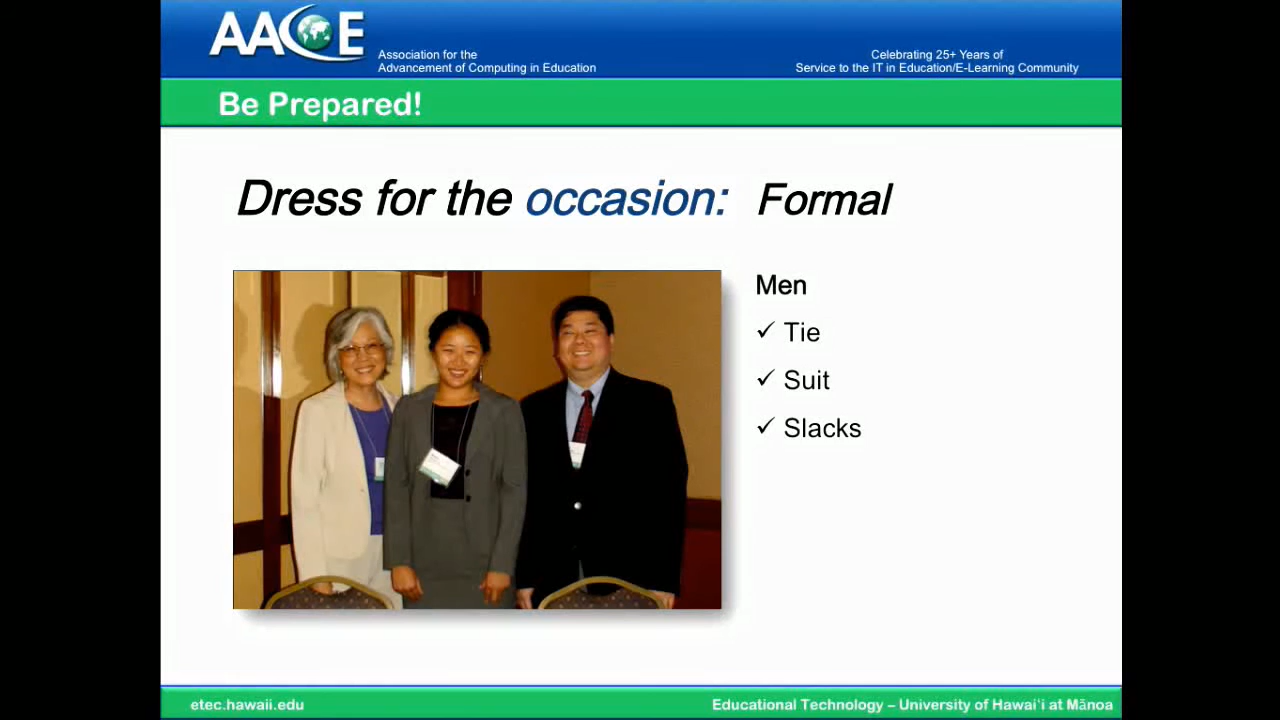 AACE
Association for the
Advancement of Computing in Education
Celebrating 25+ Years of
Service to the IT in Education/E-Learning Community
Be Prepared!
Dress for the occasion: Formal
Men
✓ Tie
✓ Suit
✓ Slacks
etec.hawaii.edu
Educational Technology – University of Hawaiʻi at Mānoa